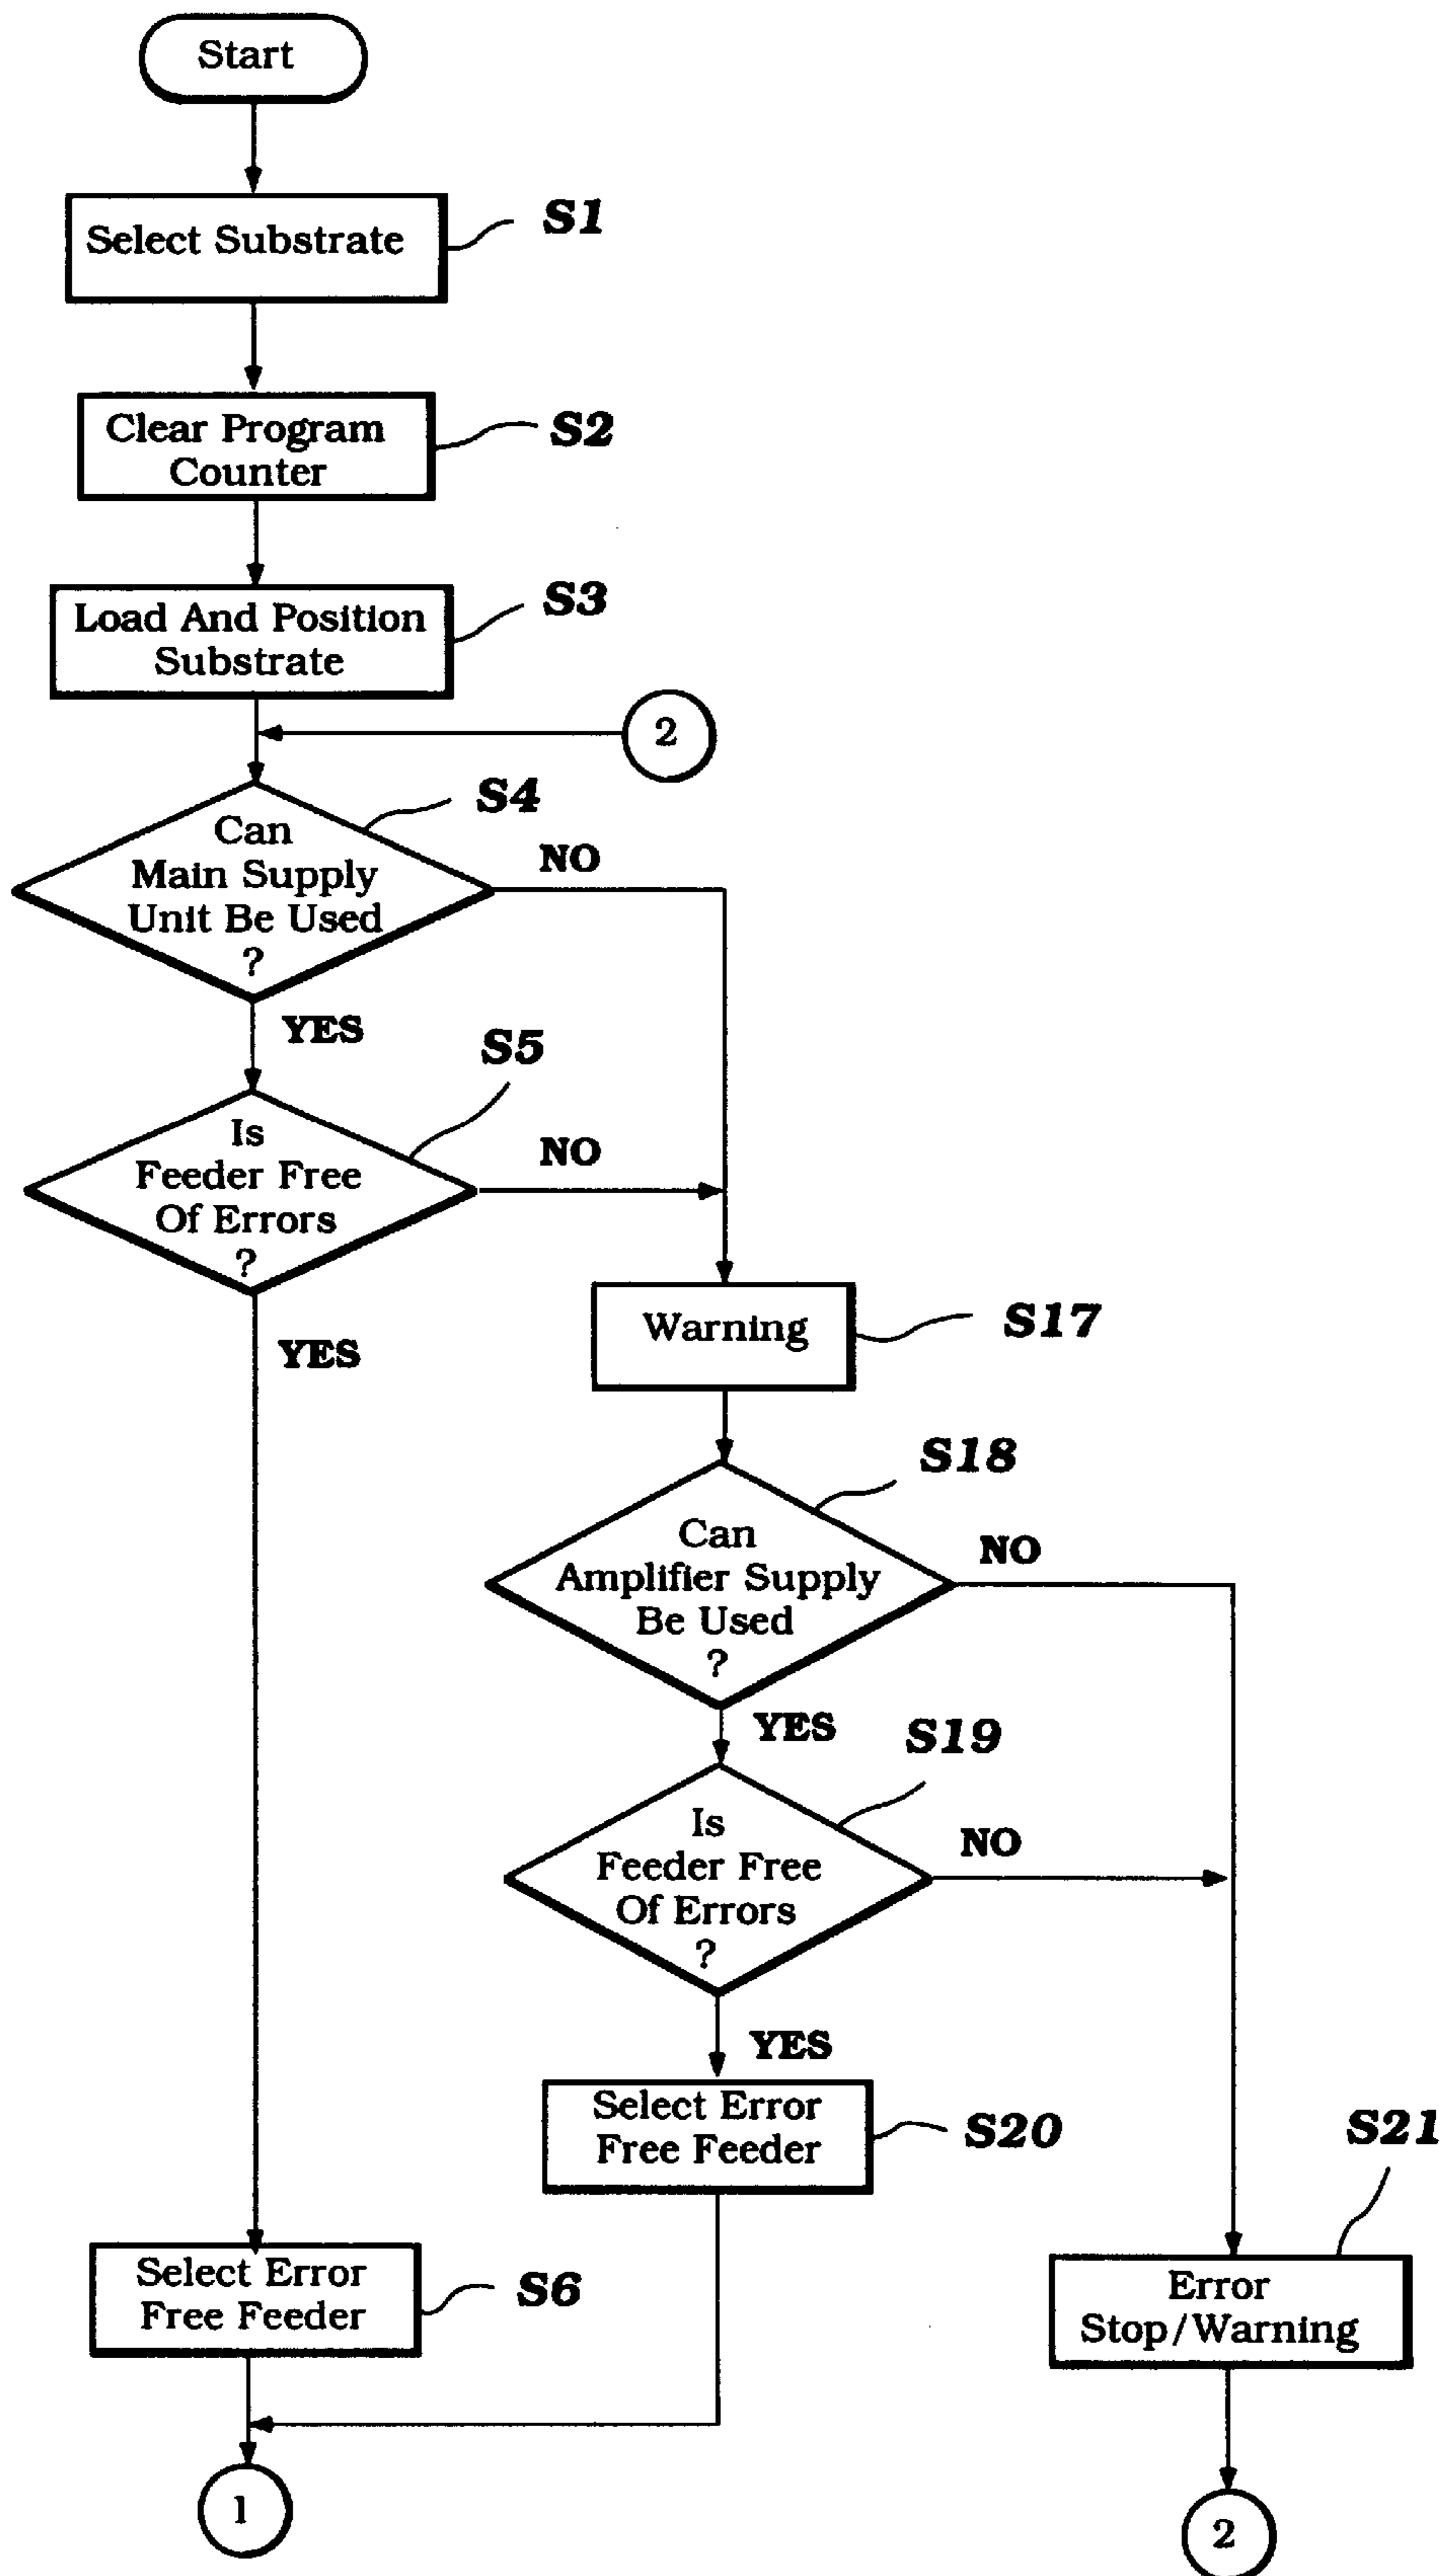 Start
Select Substrate
S1
Clear Program
Counter
S2
Load And Position
Substrate
S3
2
Can
Main Supply
Unit Be Used
?
S4
NO
YES
Is
Feeder Free
Of Errors
?
S5
NO
YES
Warning
S17
Can
Amplifier Supply
Be Used
?
S18
NO
YES
Is
Feeder Free
Of Errors
?
S19
NO
YES
Select Error
Free Feeder
S20
Select Error
Free Feeder
S6
Error
Stop/Warning
S21
1
2